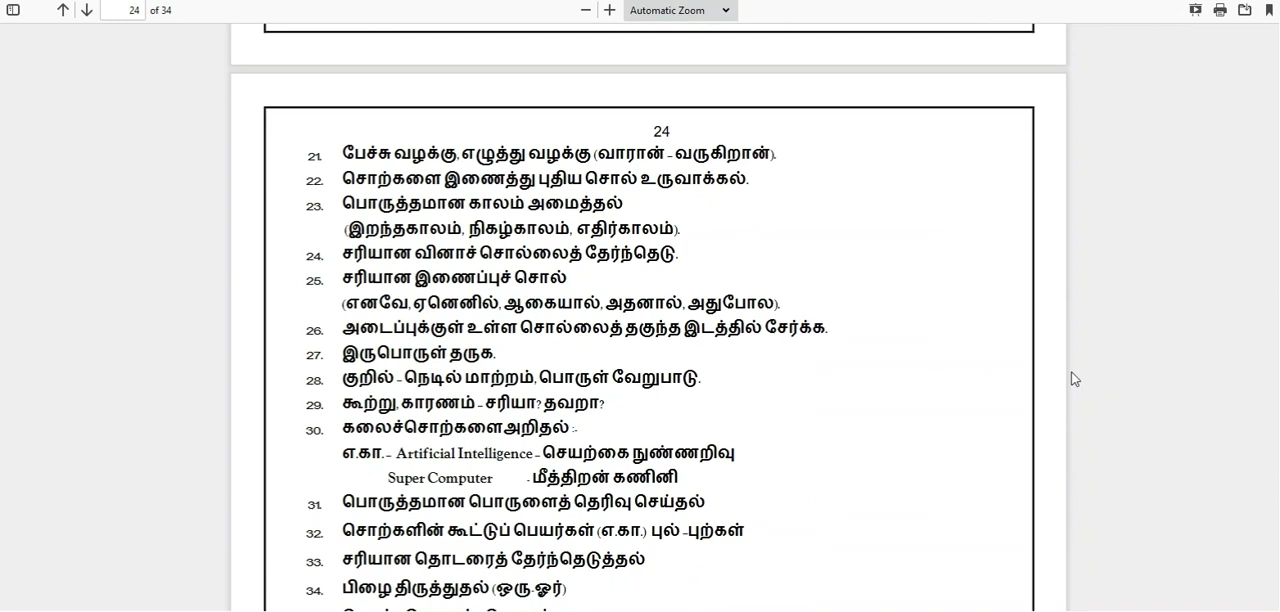 24 of 34 Automatic Zoom
24
21. பேச்சு வழக்கு, எழுத்து வழக்கு (வாரான் – வருகிறான்).
22. சொற்களை இணைத்து புதிய சொல் உருவாக்கல்.
23. பொருத்தமான காலம் அமைத்தல்
(இறந்தகாலம், நிகழ்காலம், எதிர்காலம்).
24. சரியான வினாச் சொல்லைத் தேர்ந்தெடு.
25. சரியான இணைப்புச் சொல்
(எனவே, ஏனெனில், ஆகையால், அதனால், அதுபோல).
26. அடைப்புக்குள் உள்ள சொல்லைத் தகுந்த இடத்தில் சேர்க்க.
27. இருபொருள் தருக.
28. குறில் – நெடில் மாற்றம், பொருள் வேறுபாடு.
29. கூற்று, காரணம் – சரியா? தவறா?
30. கலைச்சொற்களைஅறிதல் :-
எ.கா. – Artificial Intelligence – செயற்கை நுண்ணறிவு
Super Computer - மீத்திறன் கணினி
31. பொருத்தமான பொருளைத் தெரிவு செய்தல்
32. சொற்களின் கூட்டுப் பெயர்கள் (எ.கா.) புல் –புற்கள்
33. சரியான தொடரைத் தேர்ந்தெடுத்தல்
34. பிழை திருத்துதல் (ஒரு-ஓர்)